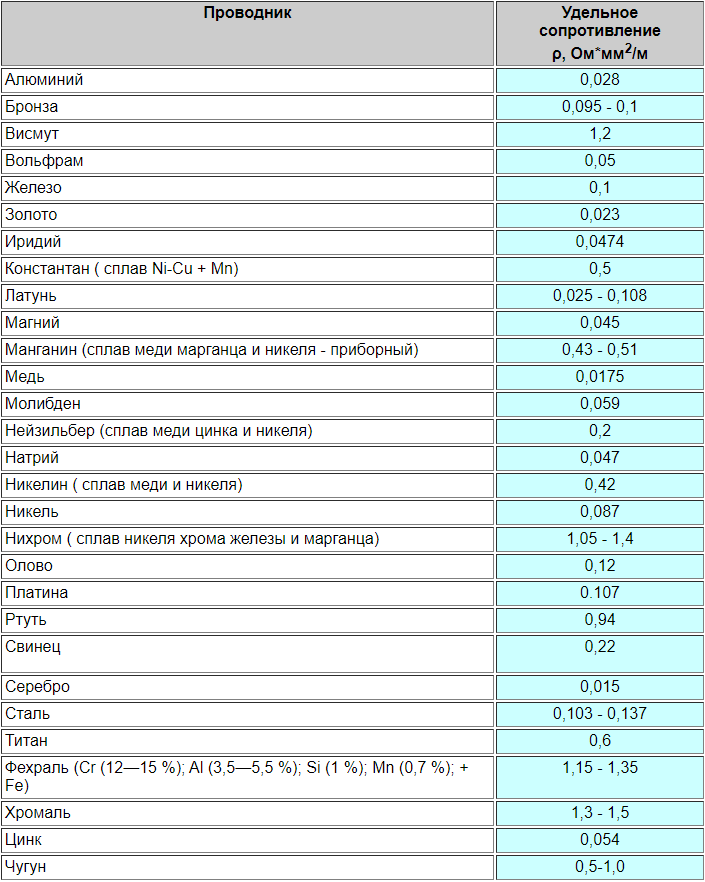 Проводник
Удельное
сопротивление
ρ, Ом*мм2/м
Алюминий 0,028
Бронза 0,095 - 0,1
Висмут 1,2
Вольфрам 0,05
Железо 0,1
Золото 0,023
Иридий 0,0474
Константан ( сплав Ni-Cu + Mn) 0,5
Латунь 0,025 - 0,108
Магний 0,045
Манганин (сплав меди марганца и никеля - приборный) 0,43 - 0,51
Медь 0,0175
Молибден 0,059
Нейзильбер (сплав меди цинка и никеля) 0,2
Натрий 0,047
Никелин ( сплав меди и никеля) 0,42
Никель 0,087
Нихром ( сплав никеля хрома железы и марганца) 1,05 - 1,4
Олово 0,12
Платина 0.107
Ртуть 0,94
Свинец 0,22
Серебро 0,015
Сталь 0,103 - 0,137
Титан 0,6
Фехраль (Cr (12—15 %); Al (3,5—5,5 %); Si (1 %); Mn (0,7 %); + 1,15 - 1,35
Fe)
Хромаль 1,3 - 1,5
Цинк 0,054
Чугун 0,5-1,0